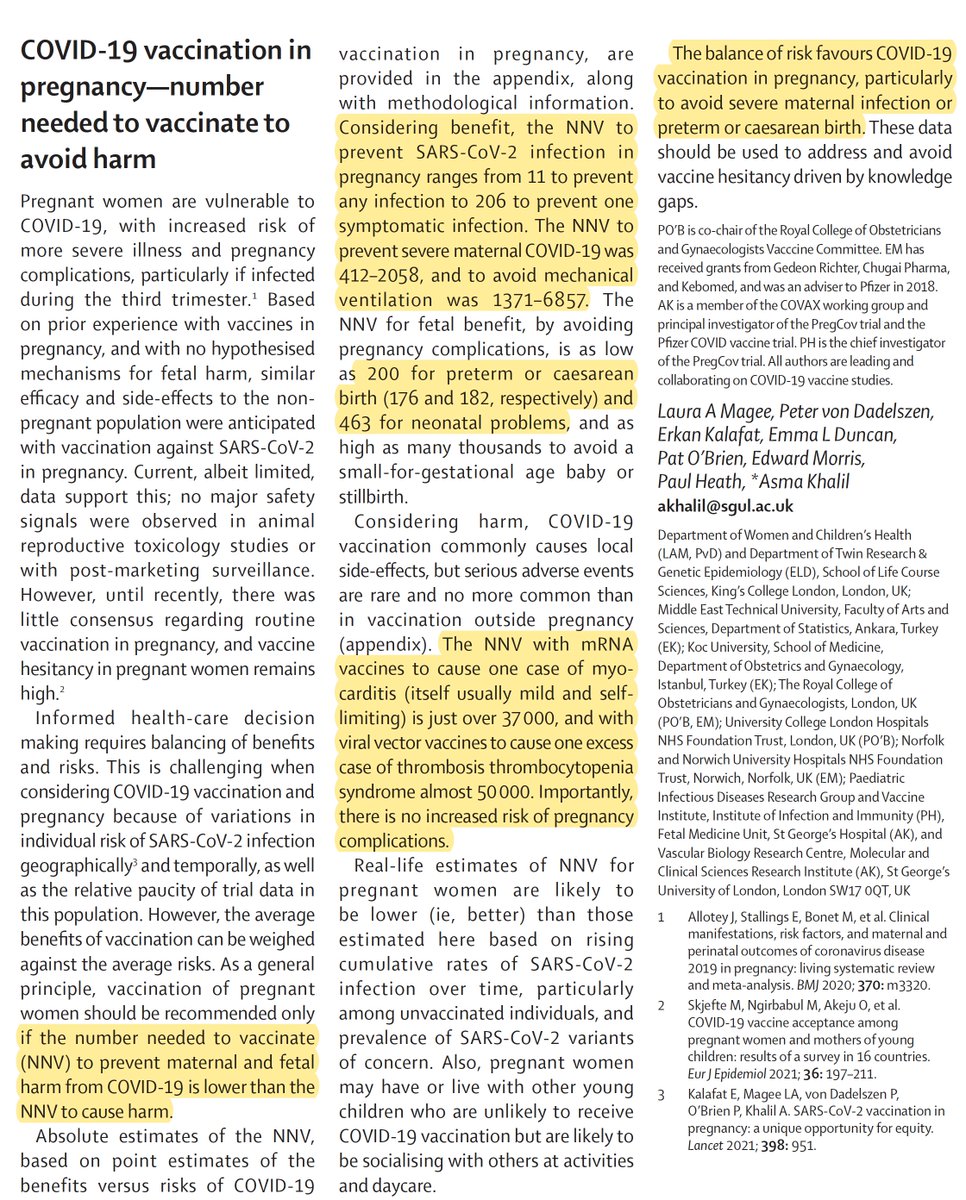 COVID-19 vaccination in
pregnancy—number
needed to vaccinate to
avoid harm
Pregnant women are vulnerable to
COVID-19, with increased risk of
more severe illness and pregnancy
complications, particularly if infected
during the third trimester.1 Based
on prior experience with vaccines in
pregnancy, and with no hypothesised
mechanisms for fetal harm, similar
efficacy and side-effects to the non-
pregnant population were anticipated
with vaccination against SARS-CoV-2
in pregnancy. Current, albeit limited,
data support this; no major safety
signals were observed in animal
reproductive toxicology studies or
with post-marketing surveillance.
However, until recently, there was
little consensus regarding routine
vaccination in pregnancy, and vaccine
hesitancy in pregnant women remains
high.2
Informed health-care decision
making requires balancing of benefits
and risks. This is challenging when
considering COVID-19 vaccination and
pregnancy because of variations in
individual risk of SARS-CoV-2 infection
geographically3 and temporally, as well
as the relative paucity of trial data in
this population. However, the average
benefits of vaccination can be weighed
against the average risks. As a general
principle, vaccination of pregnant
women should be recommended only
if the number needed to vaccinate
(NNV) to prevent maternal and fetal
harm from COVID-19 is lower than the
NNV to cause harm.
Absolute estimates of the NNV,
based on point estimates of the
benefits versus risks of COVID-19
vaccination in pregnancy, are
provided in the appendix, along
with methodological information.
Considering benefit, the NNV to
prevent SARS-CoV-2 infection in
pregnancy ranges from 11 to prevent
any infection to 206 to prevent one
symptomatic infection. The NNV to
prevent severe maternal COVID-19 was
412–2058, and to avoid mechanical
ventilation was 1371–6857. The
NNV for fetal benefit, by avoiding
pregnancy complications, is as low
as 200 for preterm or caesarean
birth (176 and 182, respectively) and
463 for neonatal problems, and as
high as many thousands to avoid a
small-for-gestational age baby or
stillbirth.
Considering harm, COVID-19
vaccination commonly causes local
side-effects, but serious adverse events
are rare and no more common than
in vaccination outside pregnancy
(appendix). The NNV with mRNA
vaccines to cause one case of myo-
carditis (itself usually mild and self-
limiting) is just over 37 000, and with
viral vector vaccines to cause one excess
case of thrombosis thrombocytopenia
syndrome almost 50 000. Importantly,
there is no increased risk of pregnancy
complications.
Real-life estimates of NNV for
pregnant women are likely to
be lower (ie, better) than those
estimated here based on rising
cumulative rates of SARS-CoV-2
infection over time, particularly
among unvaccinated individuals, and
prevalence of SARS-CoV-2 variants
of concern. Also, pregnant women
may have or live with other young
children who are unlikely to receive
COVID-19 vaccination but are likely to
be socialising with others at activities
and daycare.
The balance of risk favours COVID-19
vaccination in pregnancy, particularly
to avoid severe maternal infection or
preterm or caesarean birth. These data
should be used to address and avoid
vaccine hesitancy driven by knowledge
gaps.
PO'B is co-chair of the Royal College of Obstetricians
and Gynaecologists Vacccine Committee. EM has
received grants from Gedeon Richter, Chugai Pharma,
and Kebomed, and was an adviser to Pfizer in 2018.
AK is a member of the COVAX working group and
principal investigator of the PregCov trial and the
Pfizer COVID vaccine trial. PH is the chief investigator
of the PregCov trial. All authors are leading and
collaborating on COVID-19 vaccine studies.
Laura A Magee, Peter von Dadelszen,
Erkan Kalafat, Emma L Duncan,
Pat O'Brien, Edward Morris,
Paul Heath, *Asma Khalil
akhalil@sgul.ac.uk
Department of Women and Children's Health
(LAM, PvD) and Department of Twin Research &
Genetic Epidemiology (ELD), School of Life Course
Sciences, King's College London, London, UK;
Middle East Technical University, Faculty of Arts and
Sciences, Department of Statistics, Ankara, Turkey
(EK); Koc University, School of Medicine,
Department of Obstetrics and Gynaecology,
Istanbul, Turkey (EK); The Royal College of
Obstetricians and Gynaecologists, London, UK
(PO'B, EM); University College London Hospitals
NHS Foundation Trust, London, UK (PO'B); Norfolk
and Norwich University Hospitals NHS Foundation
Trust, Norwich, Norfolk, UK (EM); Paediatric
Infectious Diseases Research Group and Vaccine
Institute, Institute of Infection and Immunity (PH),
Fetal Medicine Unit, St George's Hospital (AK), and
Vascular Biology Research Centre, Molecular and
Clinical Sciences Research Institute (AK), St George's
University of London, London SW17 0QT, UK
1 Allotey J, Stallings E, Bonet M, et al. Clinical
manifestations, risk factors, and maternal and
perinatal outcomes of coronavirus disease
2019 in pregnancy: living systematic review
and meta-analysis. BMJ 2020; 370: m3320.
2 Skjefte M, Ngirbabul M, Akeju O, et al.
COVID-19 vaccine acceptance among
pregnant women and mothers of young
children: results of a survey in 16 countries.
Eur J Epidemiol 2021; 36: 197–211.
3 Kalafat E, Magee LA, von Dadelszen P,
O'Brien P, Khalil A. SARS-CoV-2 vaccination in
pregnancy: a unique opportunity for equity.
Lancet 2021; 398: 951.